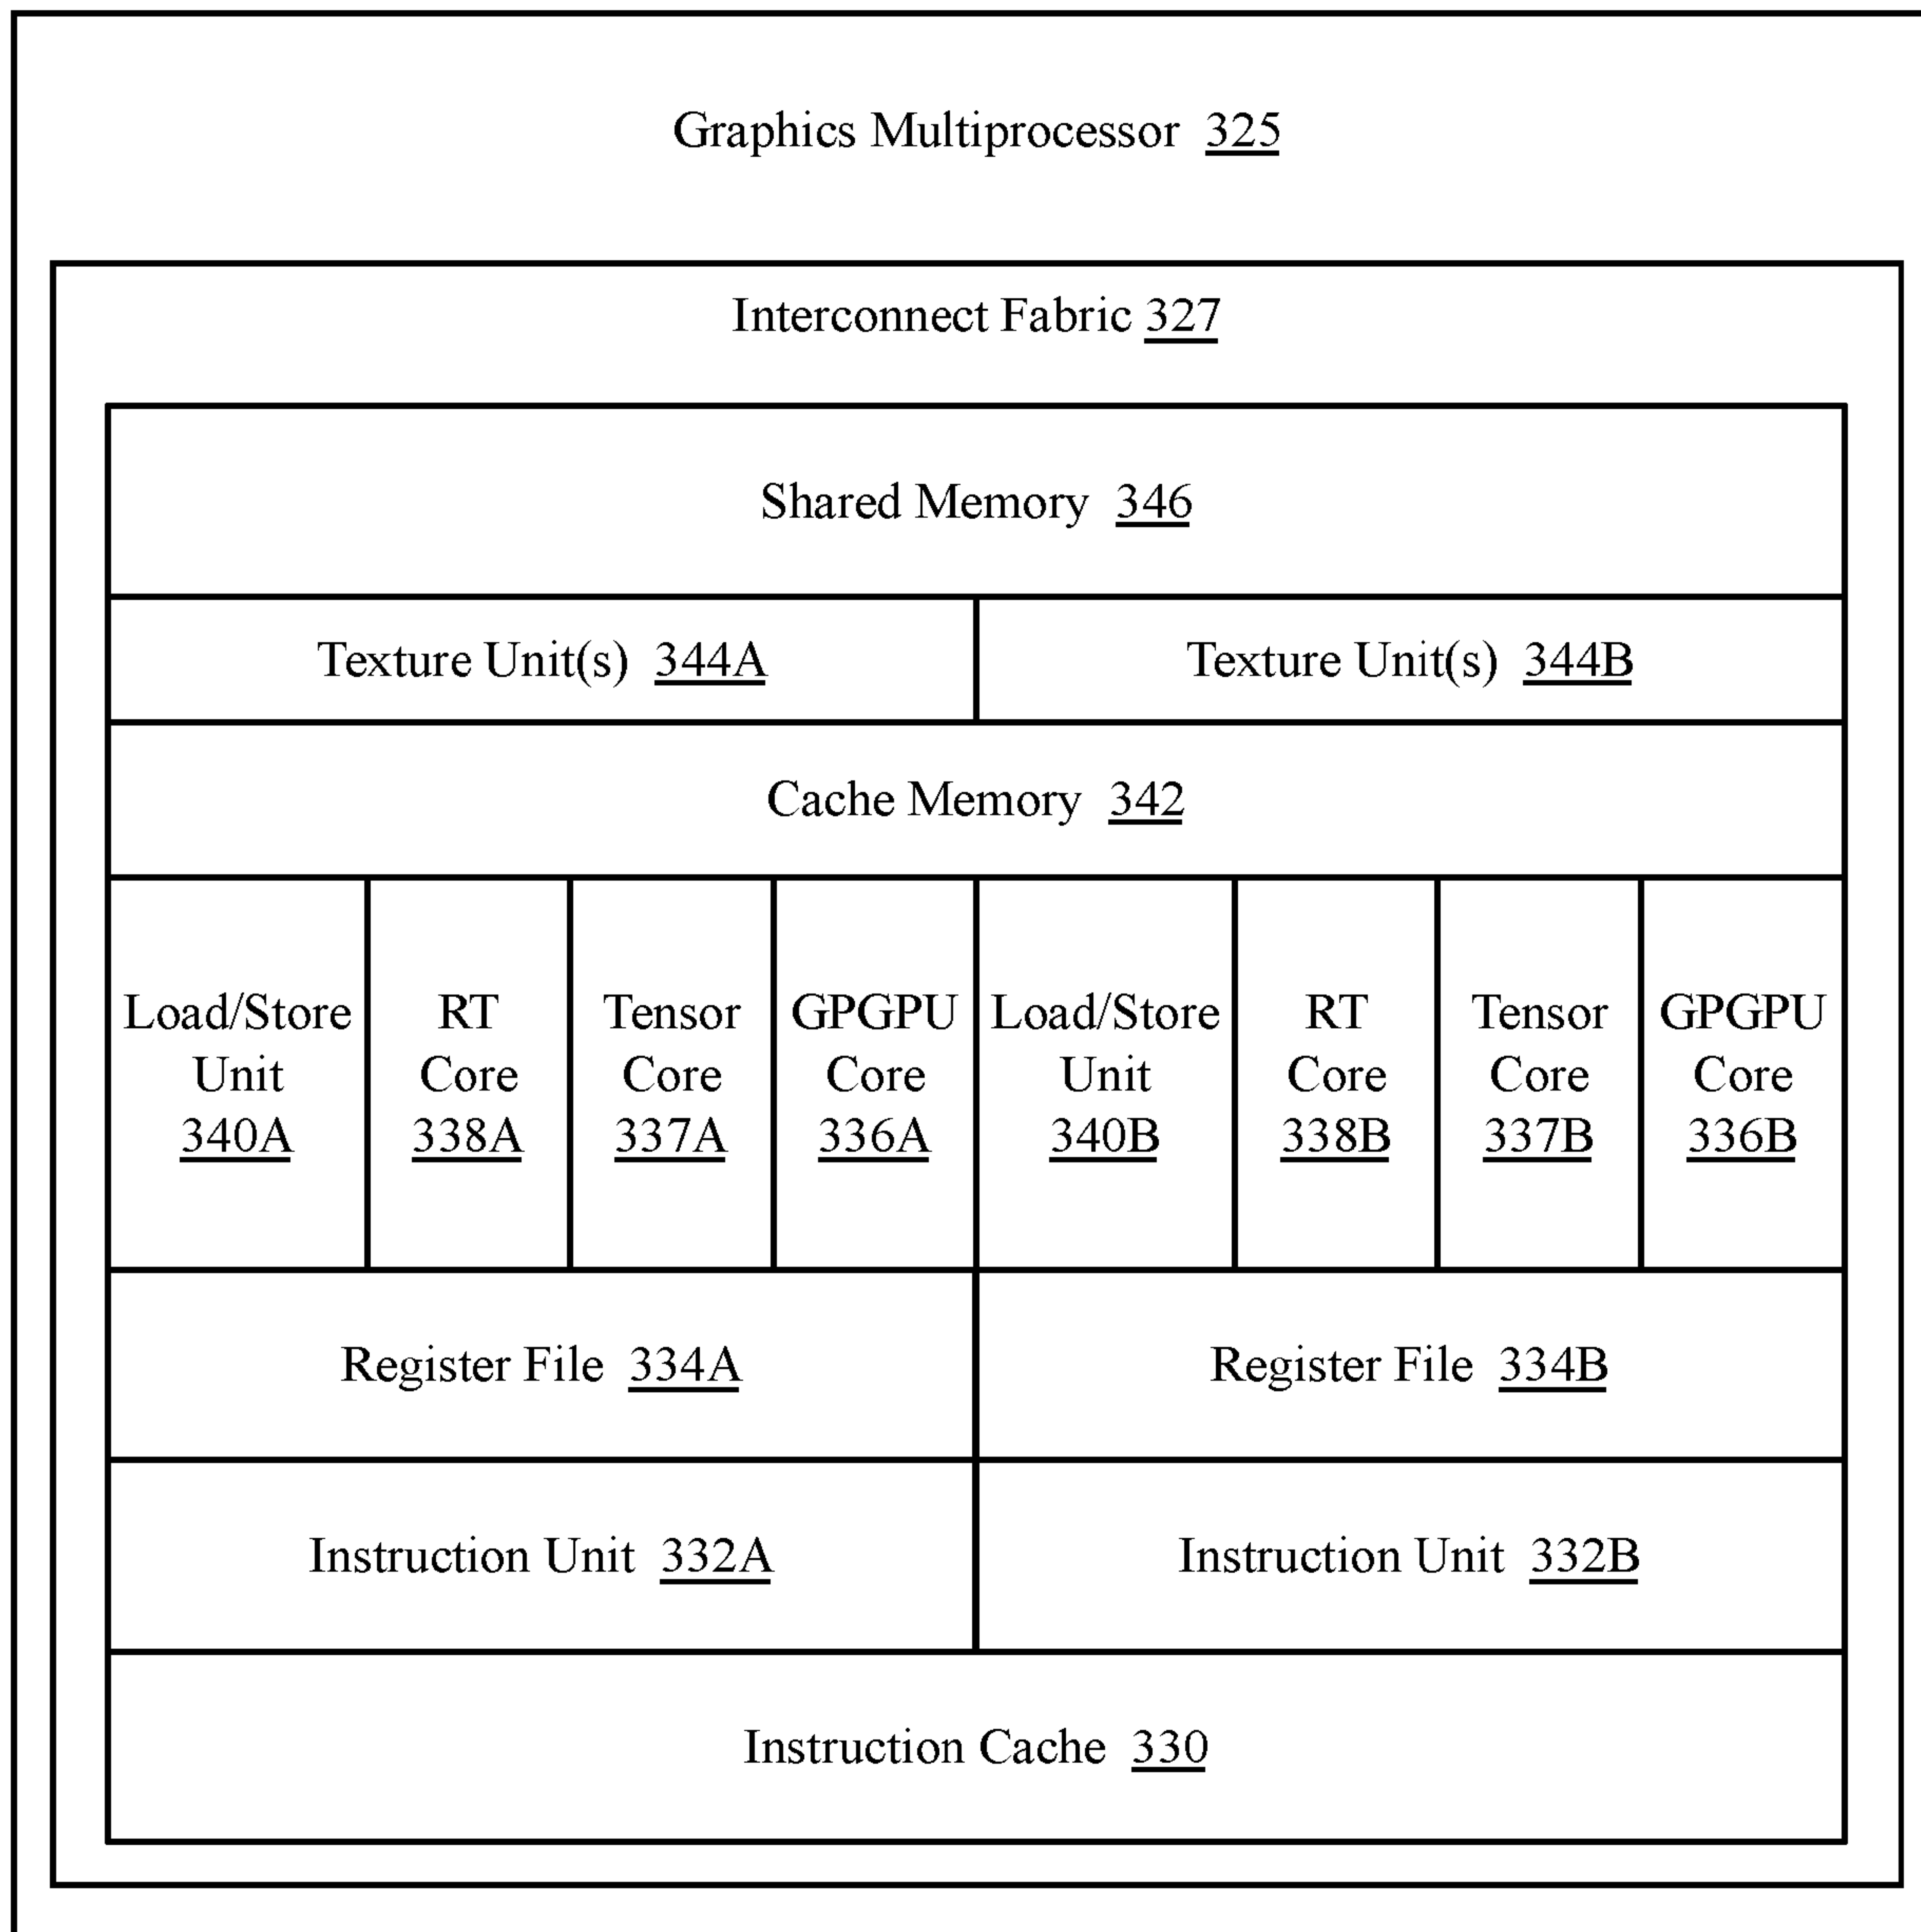 Graphics Multiprocessor 325
Interconnect Fabric 327
Shared Memory 346
Texture Unit(s) 344A
Texture Unit(s) 344B
Cache Memory 342
Load/Store
Unit
340A
RT
Core
338A
Tensor
Core
337A
GPGPU
Core
336A
Load/Store
Unit
340B
RT
Core
338B
Tensor
Core
337B
GPGPU
Core
336B
Register File 334A
Register File 334B
Instruction Unit 332A
Instruction Unit 332B
Instruction Cache 330